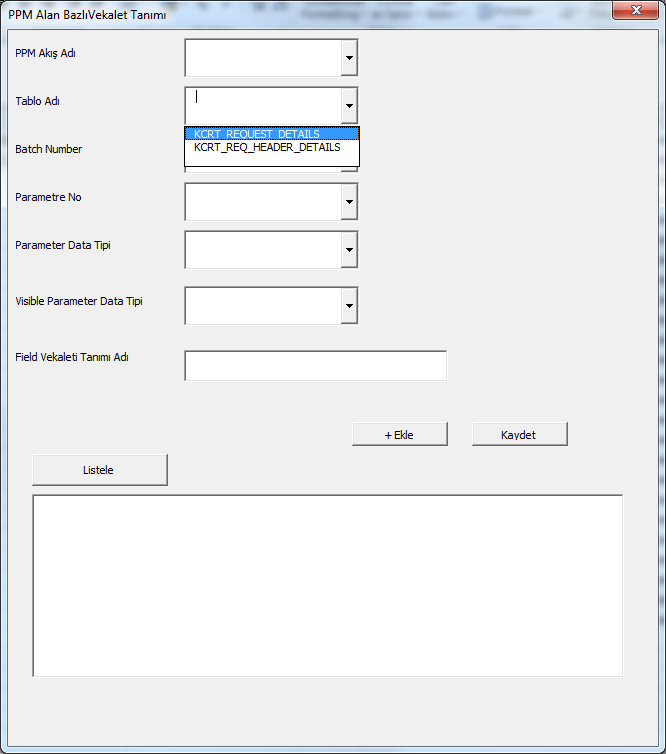 PPM Alan BazlıVekalet Tanımı
PPM Akış Adı
Tablo Adı
KCRT_REQUEST_DETAILS
KCRT_REQ_HEADER_DETAILS
Batch Number
Parametre No
Parameter Data Tipi
Visible Parameter Data Tipi
Field Vekaleti Tanımı Adı
+ Ekle
Kaydet
Listele